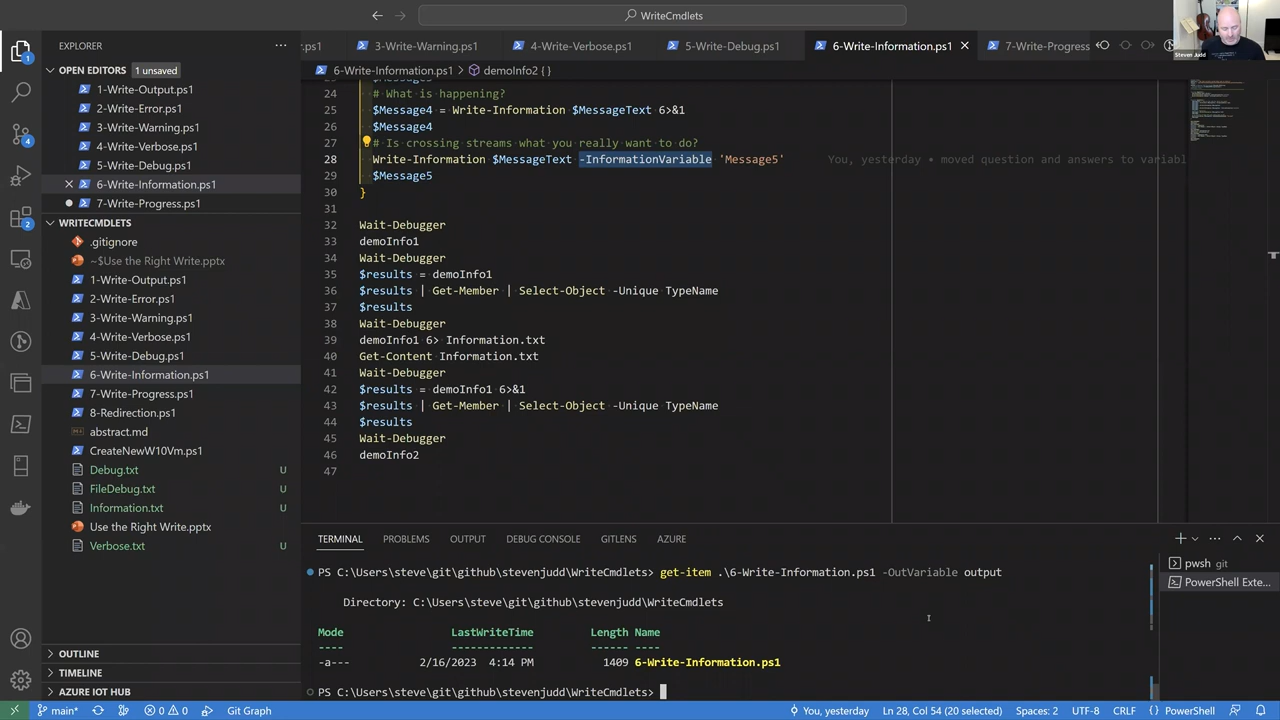 WriteCmdlets
Steven Judd
EXPLORER
r.ps1
3-Write-Warning.ps1
4-Write-Verbose.ps1
5-Write-Debug.ps1
6-Write-Information.ps1
7-Write-Progress
OPEN EDITORS
1 unsaved
6-Write-Information.ps1 > demoInfo2 { }
1-Write-Output.ps1
2-Write-Error.ps1
3-Write-Warning.ps1
4-Write-Verbose.ps1
5-Write-Debug.ps1
6-Write-Information.ps1
7-Write-Progress.ps1
WRITECMDLETS
.gitignore
~$Use the Right Write.pptx
1-Write-Output.ps1
2-Write-Error.ps1
3-Write-Warning.ps1
4-Write-Verbose.ps1
5-Write-Debug.ps1
6-Write-Information.ps1
7-Write-Progress.ps1
8-Redirection.ps1
abstract.md
CreateNewW10Vm.ps1
Debug.txt U
FileDebug.txt U
Information.txt U
Use the Right Write.pptx
Verbose.txt U
OUTLINE
TIMELINE
AZURE IOT HUB
24 # What is happening?
25 $Message4 = Write-Information $MessageText 6>&1
26 $Message4
27 # Is crossing streams what you really want to do?
28 Write-Information $MessageText -InformationVariable 'Message5' You, yesterday • moved question and answers to variabl
29 $Message5
30 }
31
32 Wait-Debugger
33 demoInfo1
34 Wait-Debugger
35 $results = demoInfo1
36 $results | Get-Member | Select-Object -Unique TypeName
37 $results
38 Wait-Debugger
39 demoInfo1 6> Information.txt
40 Get-Content Information.txt
41 Wait-Debugger
42 $results = demoInfo1 6>&1
43 $results | Get-Member | Select-Object -Unique TypeName
44 $results
45 Wait-Debugger
46 demoInfo2
47
TERMINAL PROBLEMS OUTPUT DEBUG CONSOLE GITLENS AZURE
PS C:\Users\steve\git\github\stevenjudd\WriteCmdlets> get-item .\6-Write-Information.ps1 -OutVariable output
Directory: C:\Users\steve\git\github\stevenjudd\WriteCmdlets
Mode LastWriteTime Length Name
---- ------------- ------ ----
-a--- 2/16/2023 4:14 PM 1409 6-Write-Information.ps1
PS C:\Users\steve\git\github\stevenjudd\WriteCmdlets>
pwsh git
PowerShell Exte...
main* 0 0 Git Graph You, yesterday Ln 28, Col 54 (20 selected) Spaces: 2 UTF-8 CRLF { } PowerShell